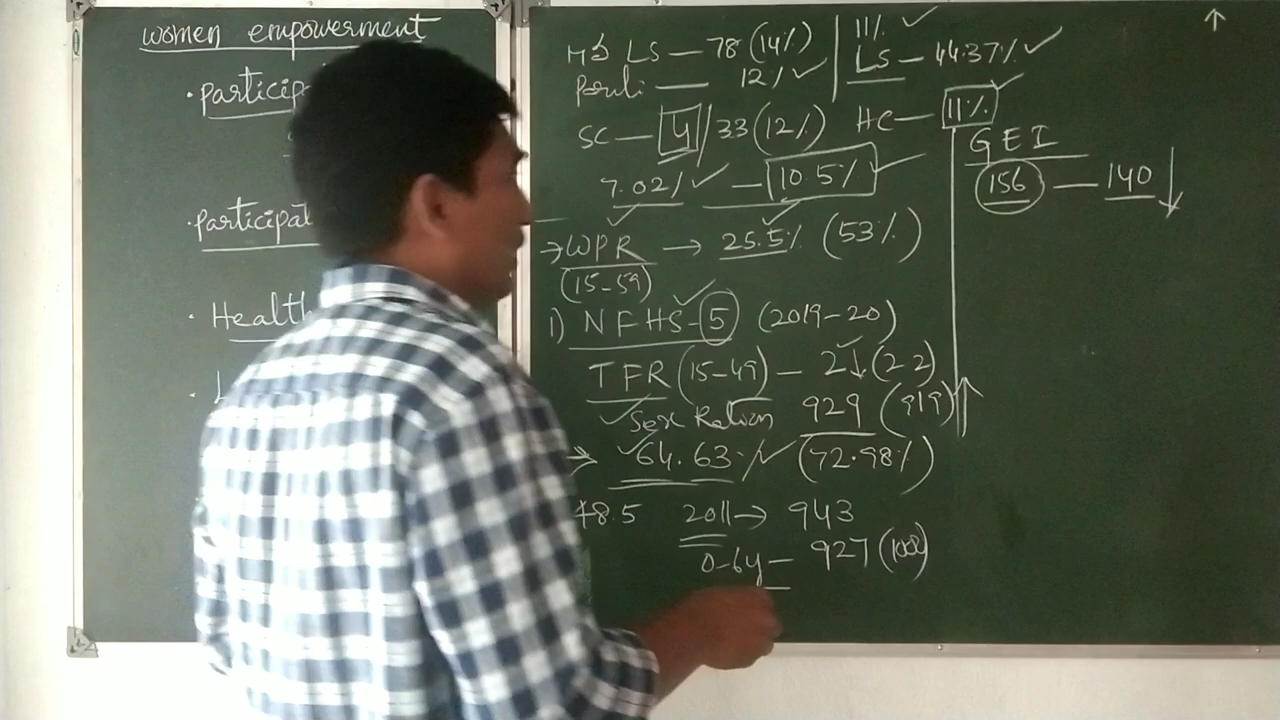 women empowerment
· particip
· participat
· Health
·
17th LS — 78 (14%)
— 12% ✓
11% ✓
LS — 44.37% ✓
SC — 4/33 (12%)
HC — 11% ✓
7.02% ✓ — 10.5% ✓
GEI
156 — 140 ↓
→ WPR → 25.5% (53%)
(15-59)
1) NFHS-5 (2019-20)
TFR (15-49) — 2↓ (2.2)
✓ Sex Ration 929 (919) ↑
→ 64.63% ✓ (72.98%)
48.5 2011 → 943
0-6y — 927
↑